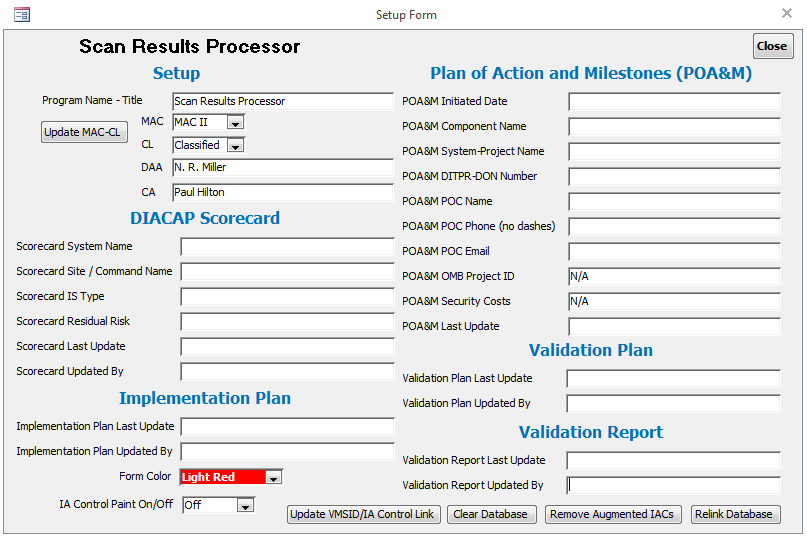 Setup Form
Scan Results Processor
Close
Setup
Program Name - Title
Scan Results Processor
Update MAC-CL
MAC
MAC II
CL
Classified
DAA
N. R. Miller
CA
Paul Hilton
DIACAP Scorecard
Scorecard System Name
Scorecard Site / Command Name
Scorecard IS Type
Scorecard Residual Risk
Scorecard Last Update
Scorecard Updated By
Implementation Plan
Implementation Plan Last Update
Implementation Plan Updated By
Form Color
Light Red
IA Control Paint On/Off
Off
Plan of Action and Milestones (POA&M)
POA&M Initiated Date
POA&M Component Name
POA&M System-Project Name
POA&M DITPR-DON Number
POA&M POC Name
POA&M POC Phone (no dashes)
POA&M POC Email
POA&M OMB Project ID
N/A
POA&M Security Costs
N/A
POA&M Last Update
Validation Plan
Validation Plan Last Update
Validation Plan Updated By
Validation Report
Validation Report Last Update
Validation Report Updated By
Update VMSID/IA Control Link
Clear Database
Remove Augmented IACs
Relink Database